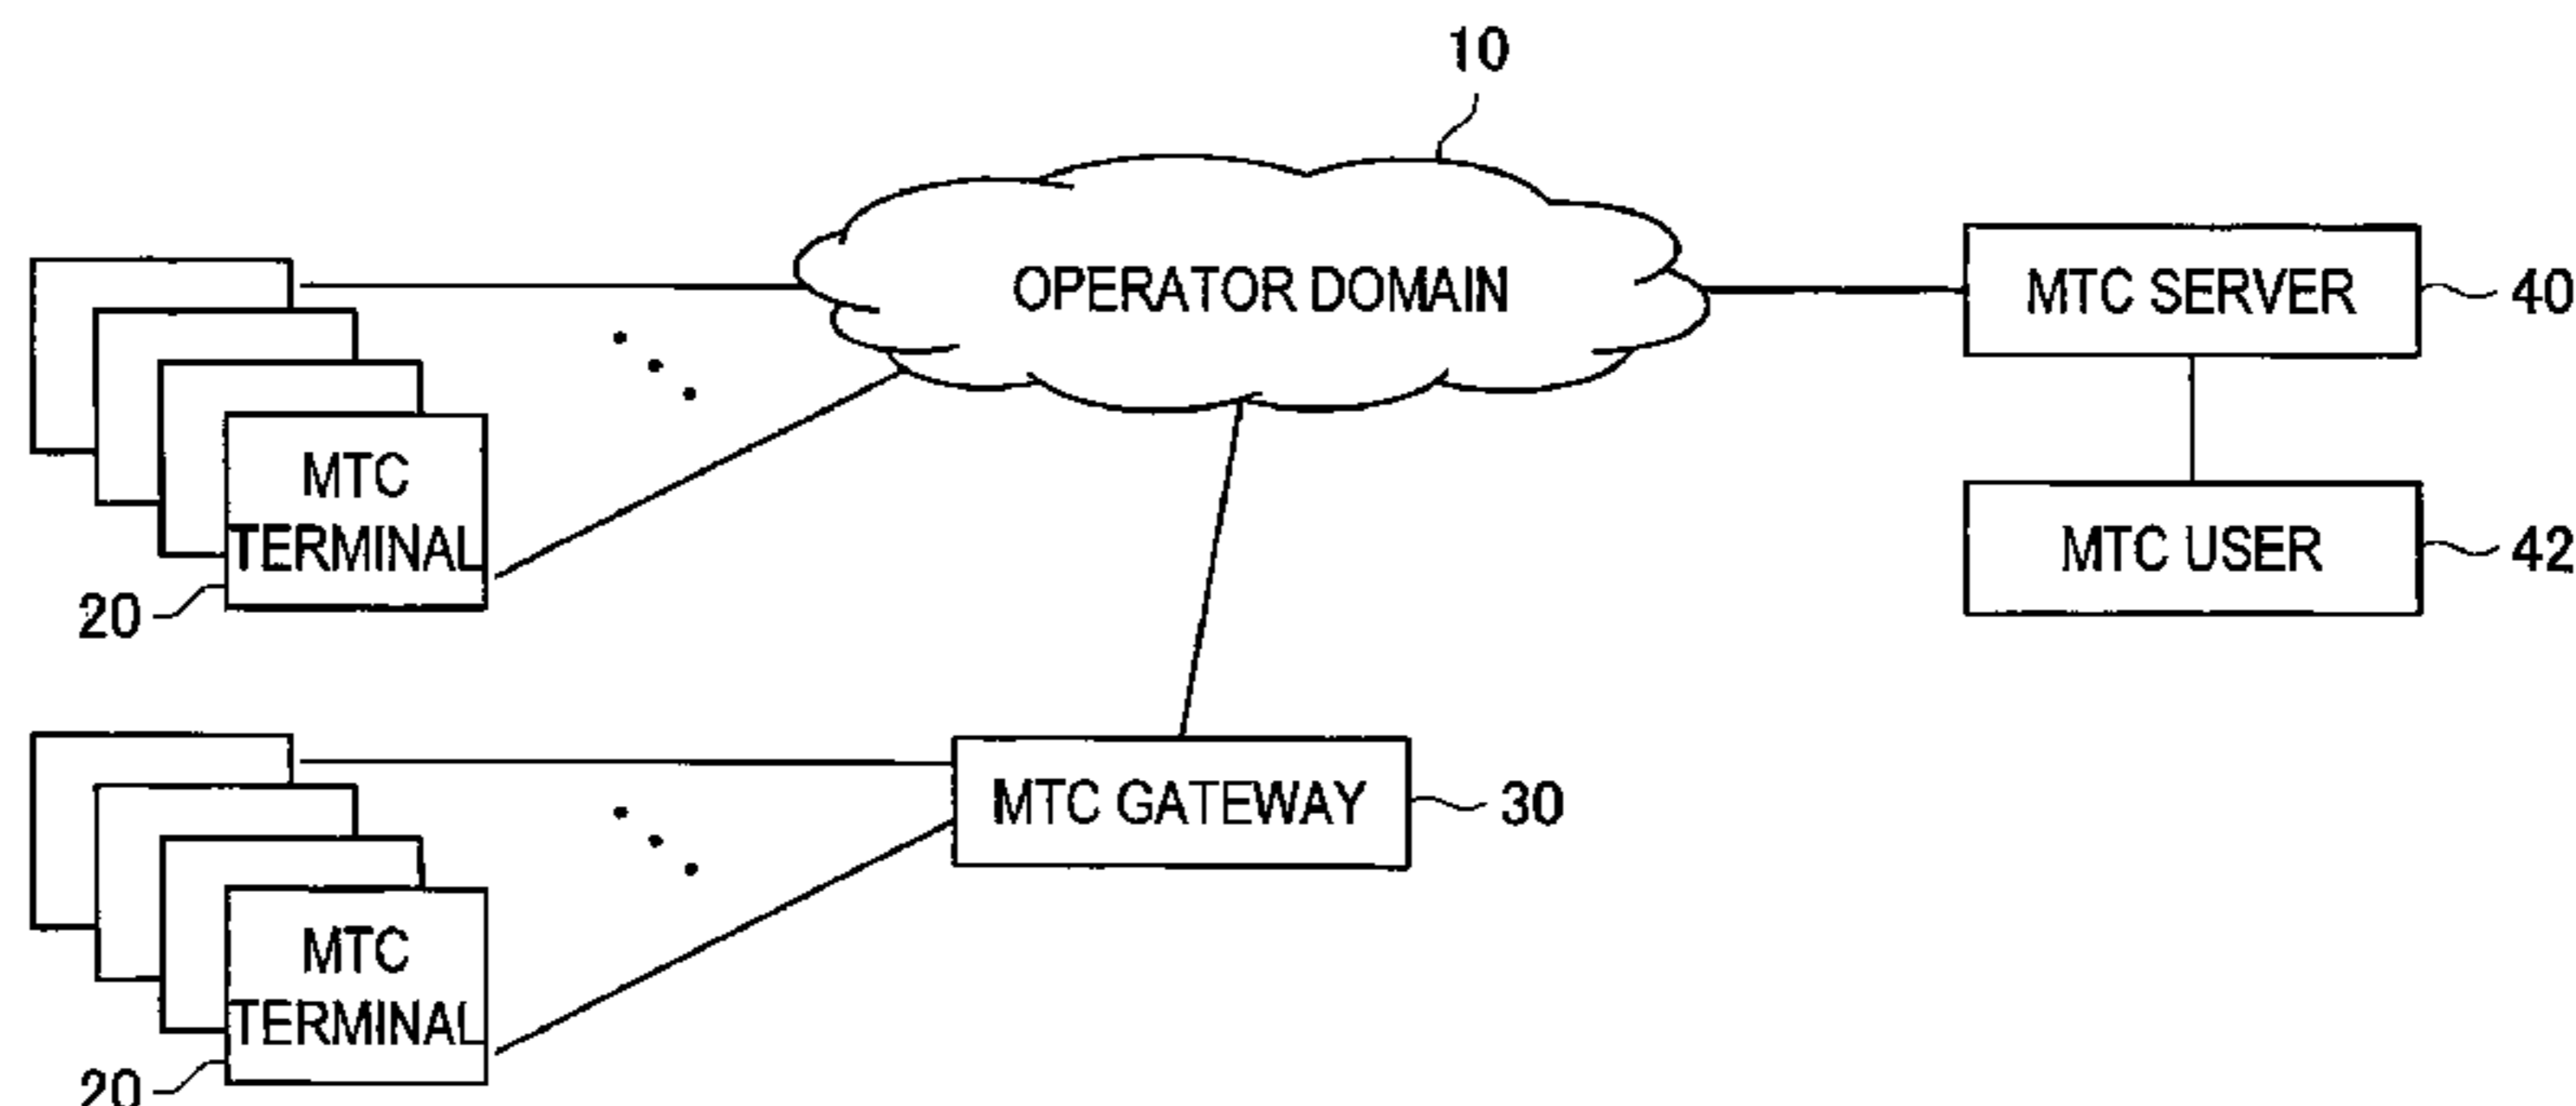 10
OPERATOR DOMAIN
MTC SERVER
40
MTC
TERMINAL
20
MTC USER
42
MTC GATEWAY
30
MTC
TERMINAL
20